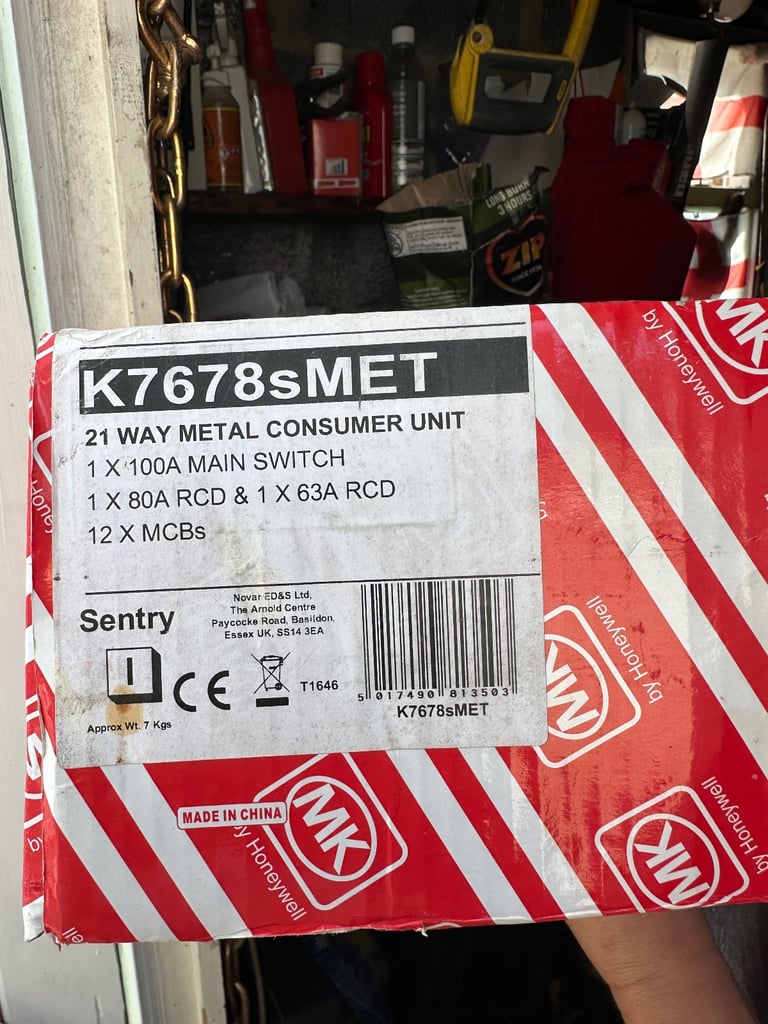 LONG BURN
3 HOURS
ZIP
SINCE 1936
K7678sMET
21 WAY METAL CONSUMER UNIT
1 X 100A MAIN SWITCH
1 X 80A RCD & 1 X 63A RCD
12 X MCBs
Sentry
Novar ED&S Ltd,
The Arnold Centre
Paycocke Road, Basildon,
Essex UK, SS14 3EA
I
CE
T1646
5 017490 813503
K7678sMET
Approx Wt. 7 Kgs
MADE IN CHINA
MK
by Honeywell
MK
by Honeywell
MK
by Honeywell
MK
by Honeywell